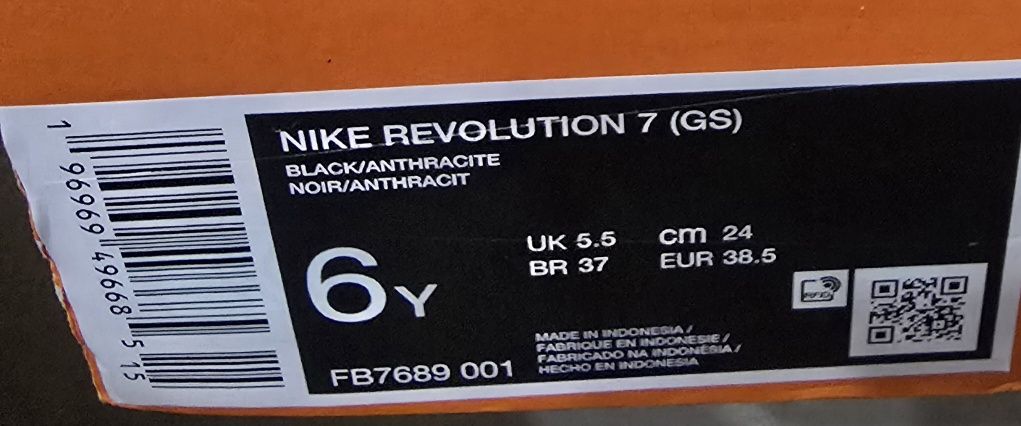 NIKE REVOLUTION 7 (GS)
BLACK/ANTHRACITE
NOIR/ANTHRACIT
6Y
UK 5.5 cm 24
BR 37 EUR 38.5
MADE IN INDONESIA /
FABRIQUE EN INDONESIE /
FABRICADO NA INDONÉSIA /
HECHO EN INDONESIA
FB7689 001
RFID
1 96969 49668 5 15